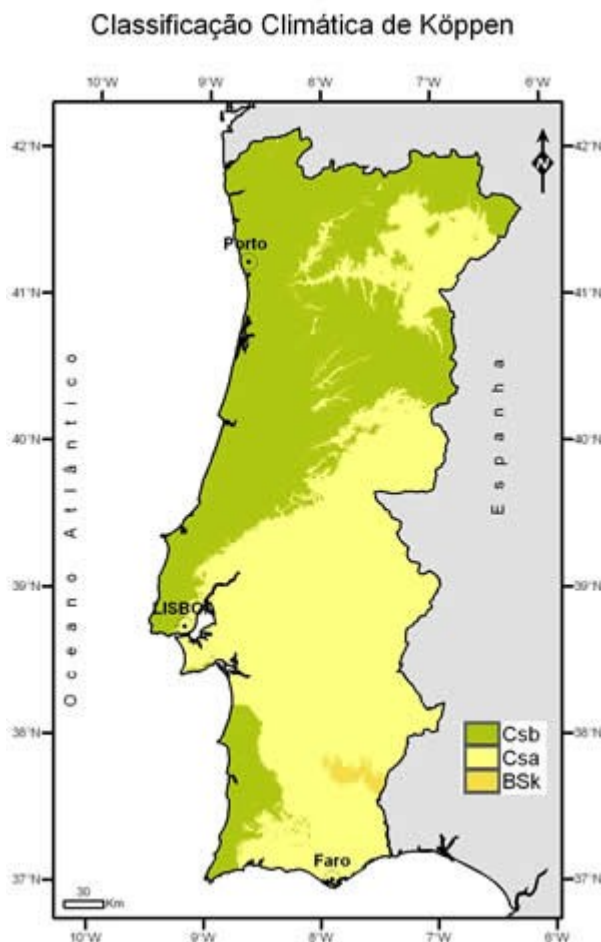 Classificação Climática de Köppen
10°W 9°W 8°W 7°W 6°W
42°N 42°N
Porto
41°N 41°N
Oceano Atlântico
Espanha
40°N 40°N
39°N 39°N
LISBOA
38°N 38°N
Csb
Csa
BSk
Faro
37°N 37°N
30
Km
10°W 9°W 8°W 7°W 6°W
N